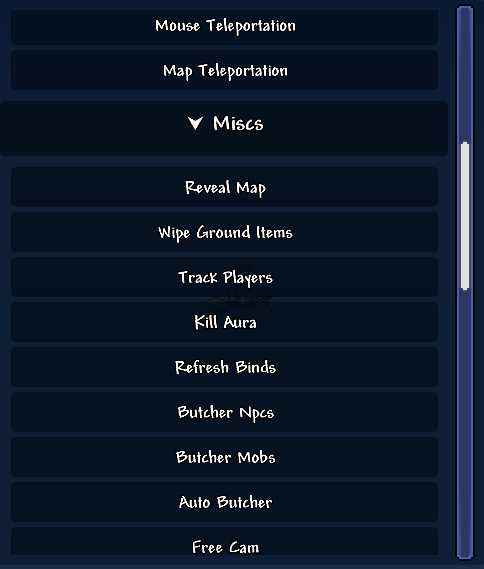 Mouse Teleportation
Map Teleportation
Miscs
Reveal Map
Wipe Ground Items
Track Players
Kill Aura
Refresh Binds
Butcher Npcs
Butcher Mobs
Auto Butcher
Free Cam